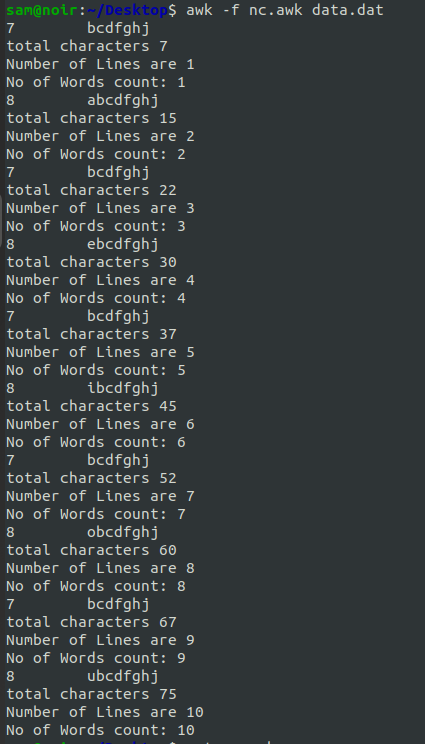 sam@noir:~/Desktop$ awk -f nc.awk data.dat
7 bcdfghj
total characters 7
Number of Lines are 1
No of Words count: 1
8 abcdfghj
total characters 15
Number of Lines are 2
No of Words count: 2
7 bcdfghj
total characters 22
Number of Lines are 3
No of Words count: 3
8 ebcdfghj
total characters 30
Number of Lines are 4
No of Words count: 4
7 bcdfghj
total characters 37
Number of Lines are 5
No of Words count: 5
8 ibcdfghj
total characters 45
Number of Lines are 6
No of Words count: 6
7 bcdfghj
total characters 52
Number of Lines are 7
No of Words count: 7
8 obcdfghj
total characters 60
Number of Lines are 8
No of Words count: 8
7 bcdfghj
total characters 67
Number of Lines are 9
No of Words count: 9
8 ubcdfghj
total characters 75
Number of Lines are 10
No of Words count: 10